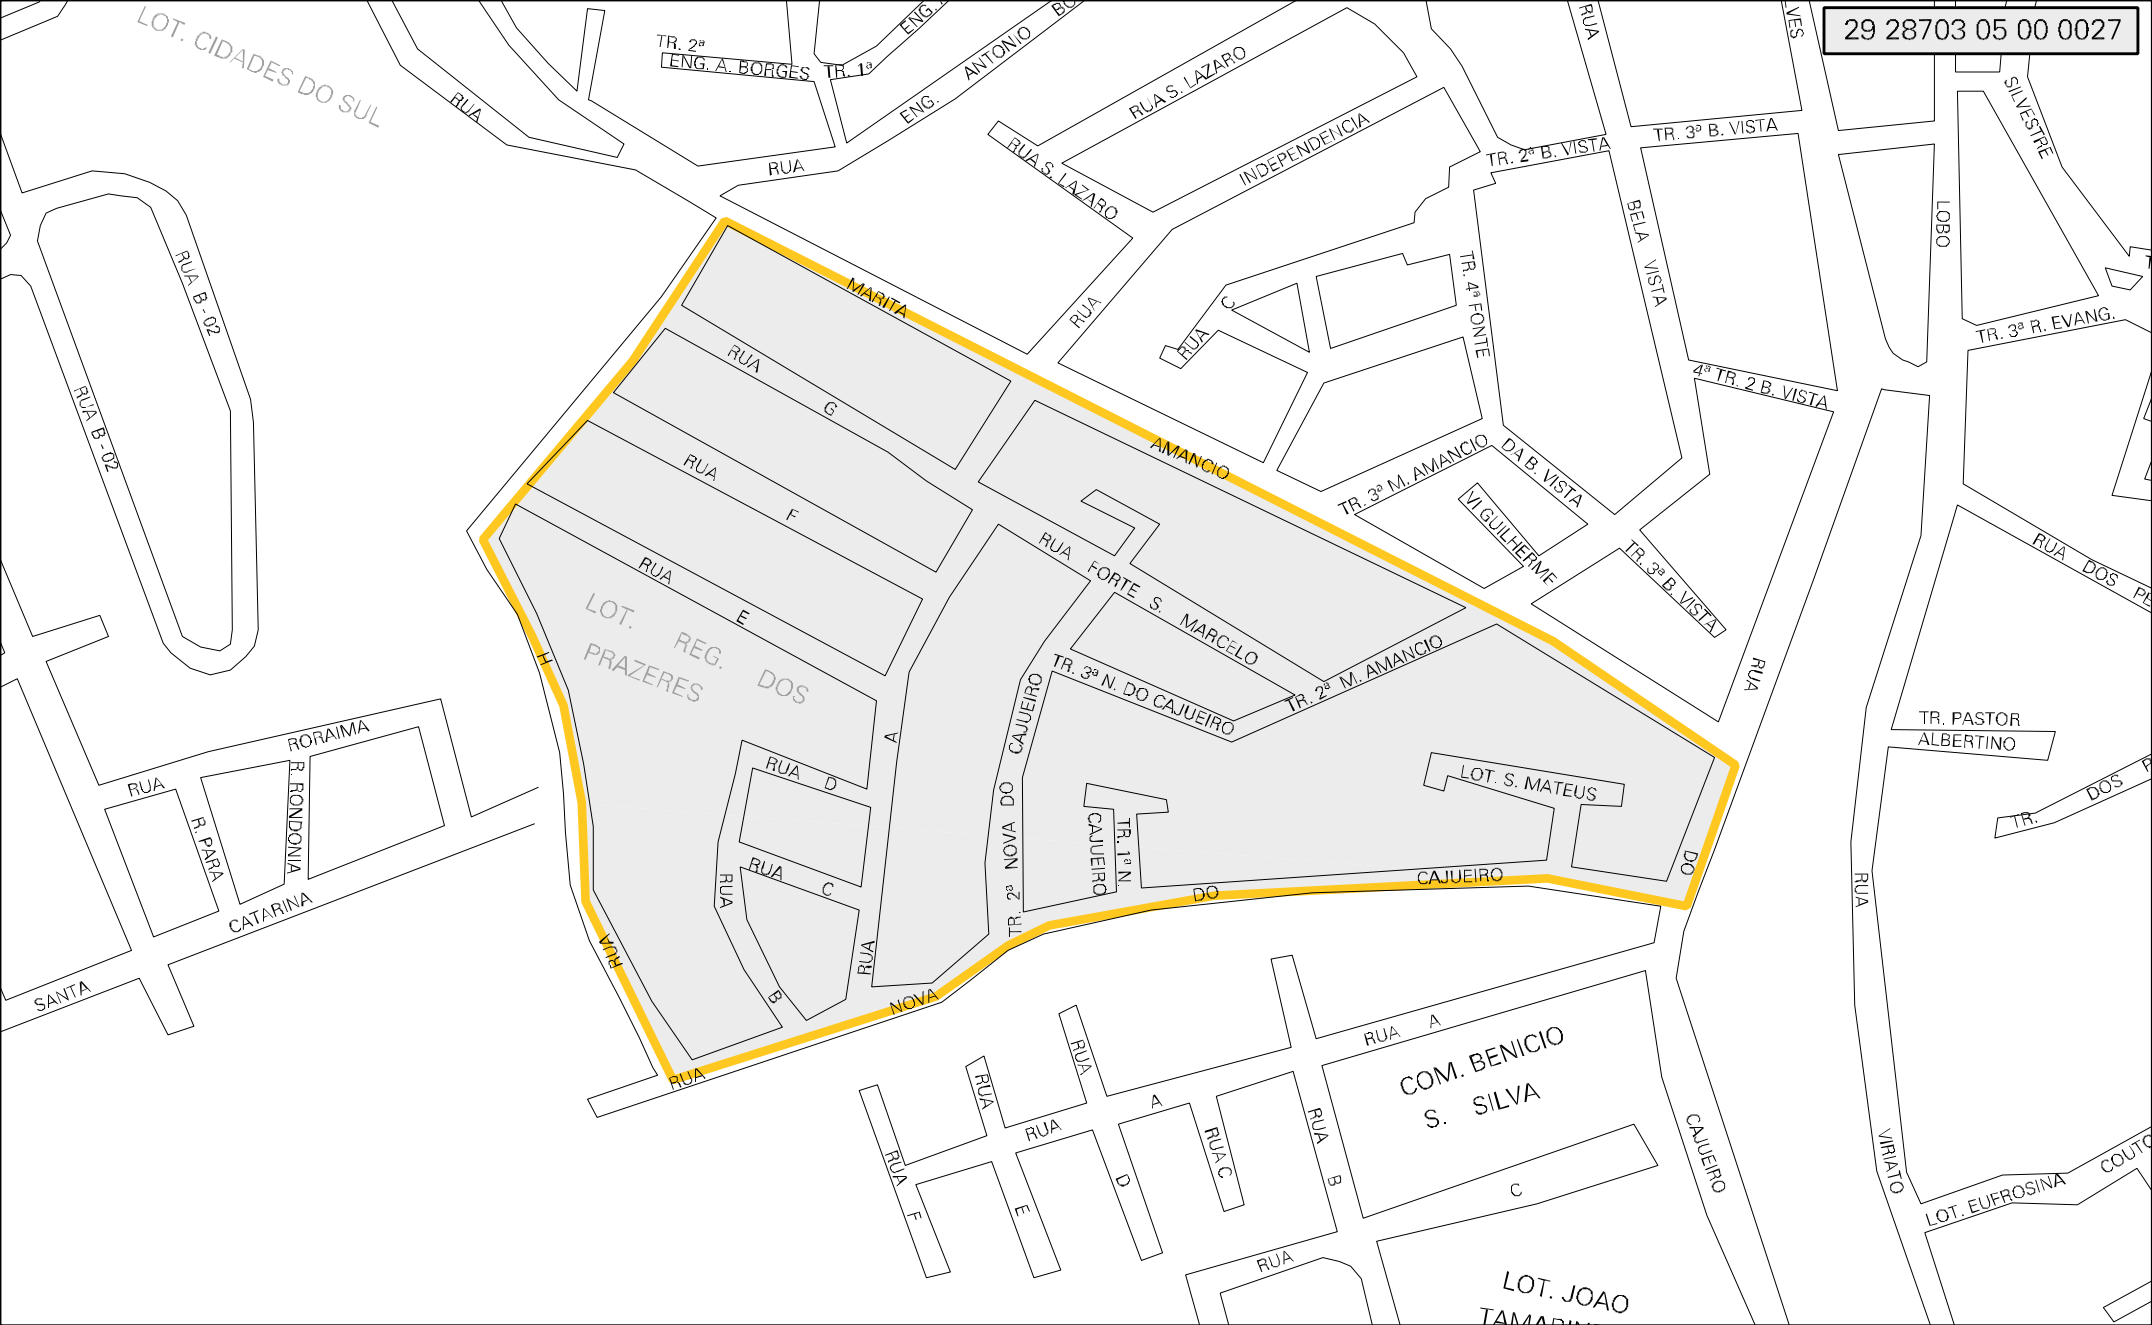 29 28703 05 00 0027
LOT. CIDADES DO SUL
TR. 2ª
ENG. A. BORGES
TR. 1ª
ENG.
RUA
ENG.
ANTONIO
RUA
RUA
RUA S. LAZARO
RUA S. LAZARO
INDEPENDENCIA
RUA
TR. 2ª B. VISTA
TR. 3ª B. VISTA
RUA
BELA VISTA
SILVESTRE
LOBO
TR. 3ª R. EVANG.
4ª TR. 2 B. VISTA
TR. 4ª FONTE
RUA C
RUA B - 02
RUA B - 02
MARITA
AMANCIO
RUA
G
RUA
F
RUA
E
TR. 3ª M. AMANCIO
DA B. VISTA
VI GUILHERME
TR. 3ª B. VISTA
RUA DOS
RUA FORTE S. MARCELO
LOT. REG. DOS
PRAZERES
H
TR. 3ª N. DO CAJUEIRO
TR. 2ª M. AMANCIO
RUA
TR. PASTOR
ALBERTINO
TR.
DOS
RUA
RORAIMA
R. RONDONIA
R. PARA
SANTA
CATARINA
A
RUA
RUA D
RUA C
RUA
B
TR. 2ª NOVA DO CAJUEIRO
TR. 1ª N.
CAJUEIRO
LOT. S. MATEUS
DO
RUA
RUA
NOVA
DO
CAJUEIRO
RUA
VIRIATO
RUA A
COM. BENICIO
S. SILVA
CAJUEIRO
RUA
RUA
RUA
A
RUA
F
E
D
RUA C
RUA
B
C
RUA
LOT. EUFROSINA
COUTO
LOT. JOAO